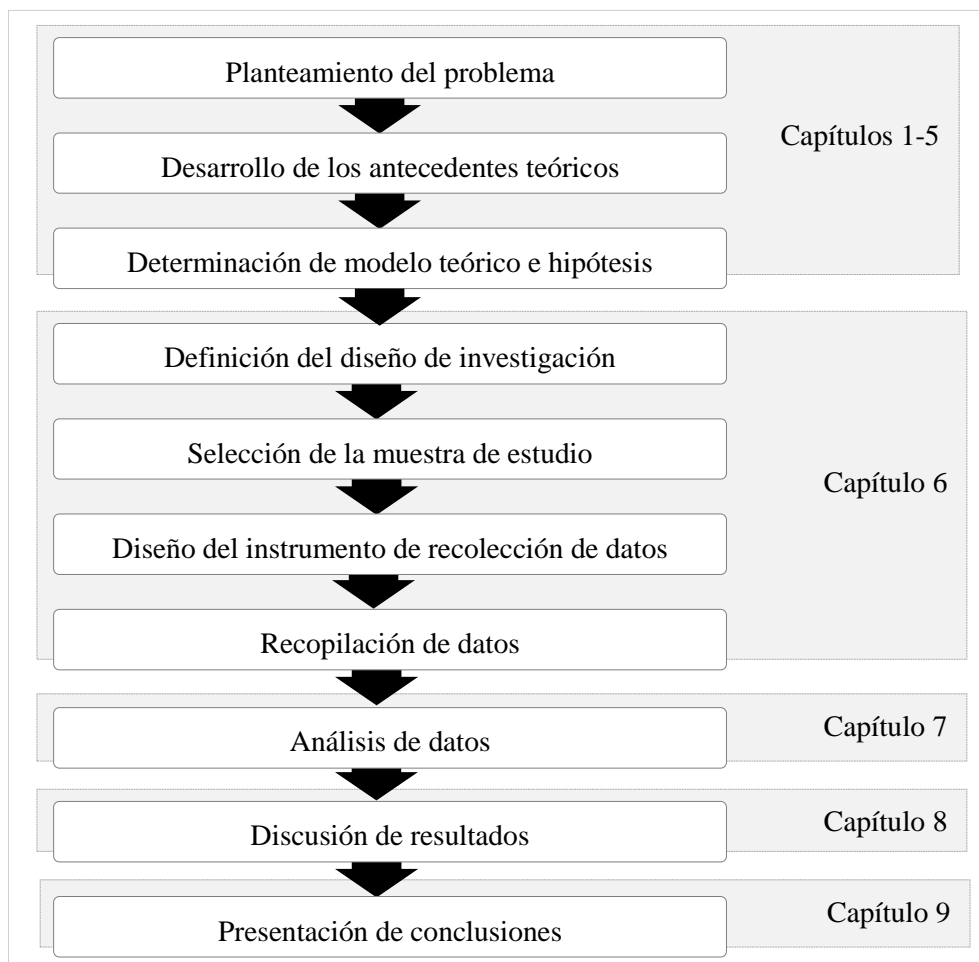 Planteamiento del problema
Desarrollo de los antecedentes teóricos
Capítulos 1-5
Determinación de modelo teórico e hipótesis
Definición del diseño de investigación
Selección de la muestra de estudio
Capítulo 6
Diseño del instrumento de recolección de datos
Recopilación de datos
Análisis de datos
Capítulo 7
Discusión de resultados
Capítulo 8
Presentación de conclusiones
Capítulo 9